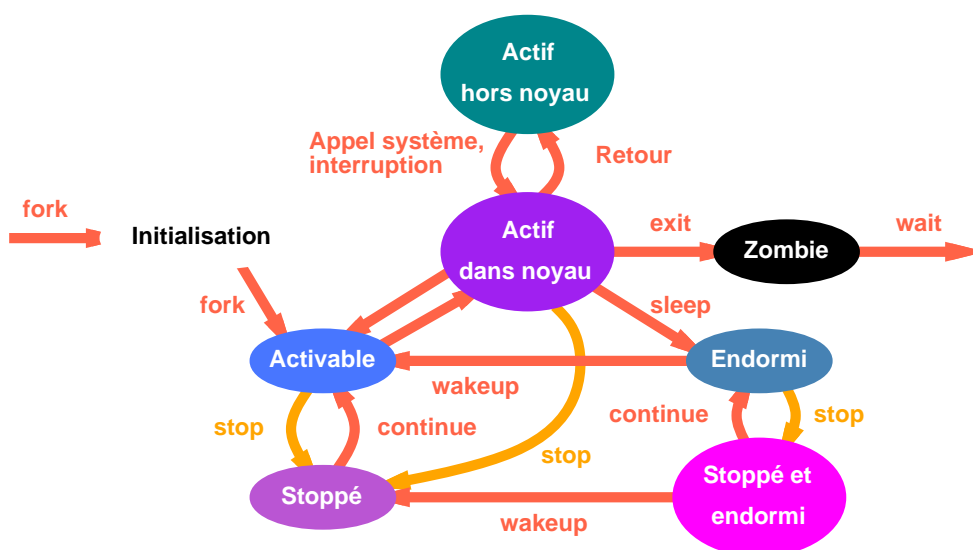 Actif
hors noyau
Appel système,
interruption
Retour
fork
Initialisation
Actif
dans noyau
exit
Zombie
wait
fork
sleep
Activable
Endormi
wakeup
stop
continue
continue
stop
stop
Stoppé
Stoppé et
endormi
wakeup